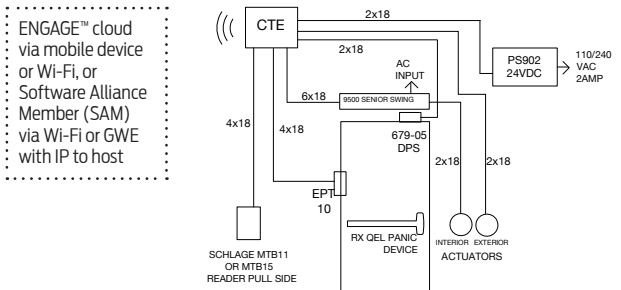 ENGAGE™ cloud
via mobile device
or Wi-Fi, or
Software Alliance
Member (SAM)
via Wi-Fi or GWE
with IP to host
CTE
2x18
2x18
AC
INPUT
PS902
24VDC
110/240
VAC
2AMP
6x18
9500 SENIOR SWING
4x18
4x18
679-05
DPS
2x18
2x18
EPT
10
RX QEL PANIC
DEVICE
INTERIOR
EXTERIOR
ACTUATORS
SCHLAGE MTB11
OR MTB15
READER PULL SIDE